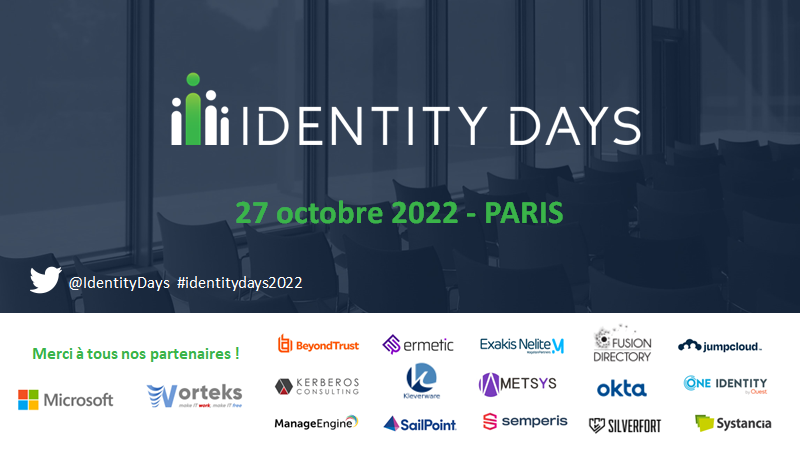 IDENTITY DAYS
27 octobre 2022 - PARIS
@IdentityDays #identitydays2022
Merci à tous nos partenaires !
Microsoft
Worteks
make IT work, make IT free
BeyondTrust
ermetic
Exakis Nelite
FUSION
DIRECTORY
jumpcloud
KERBEROS
CONSULTING
Kleverware
METSYS
okta
ONE IDENTITY
by Quest
ManageEngine
SailPoint
semperis
SILVERFORT
Systancia